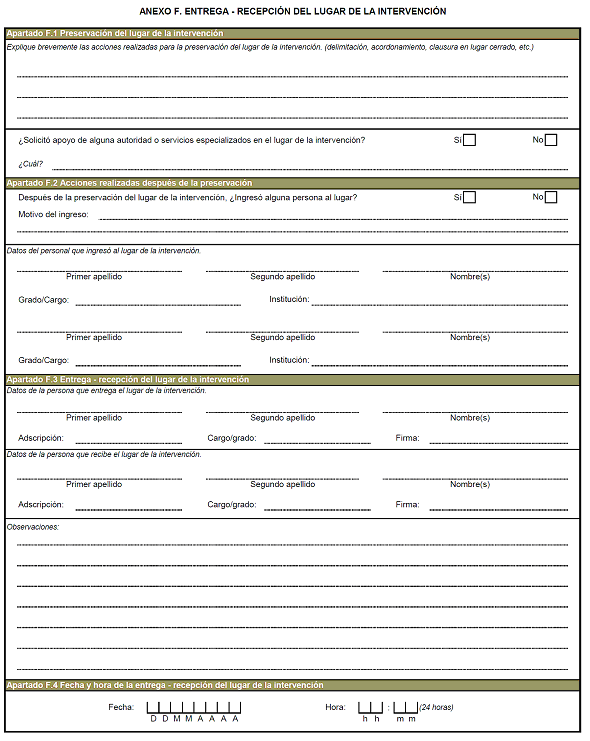 ANEXO F. ENTREGA - RECEPCIÓN DEL LUGAR DE LA INTERVENCIÓN
Apartado F.1 Preservación del lugar de la intervención
Explique brevemente las acciones realizadas para la preservación del lugar de la intervención. (delimitación, acordonamiento, clausura en lugar cerrado, etc.)
¿Solicitó apoyo de alguna autoridad o servicios especializados en el lugar de la intervención? Sí No
¿Cuál?
Apartado F.2 Acciones realizadas después de la preservación
Después de la preservación del lugar de la intervención, ¿Ingresó alguna persona al lugar? Sí No
Motivo del ingreso:
Datos del personal que ingresó al lugar de la intervención.
Primer apellido Segundo apellido Nombre(s)
Grado/Cargo: Institución:
Primer apellido Segundo apellido Nombre(s)
Grado/Cargo: Institución:
Apartado F.3 Entrega - recepción del lugar de la intervención
Datos de la persona que entrega el lugar de la intervención.
Primer apellido Segundo apellido Nombre(s)
Adscripción: Cargo/grado: Firma:
Datos de la persona que recibe el lugar de la intervención.
Primer apellido Segundo apellido Nombre(s)
Adscripción: Cargo/grado: Firma:
Observaciones:
Apartado F.4 Fecha y hora de la entrega - recepción del lugar de la intervención
Fecha: Hora: : (24 horas)
D D M M A A A A h h m m